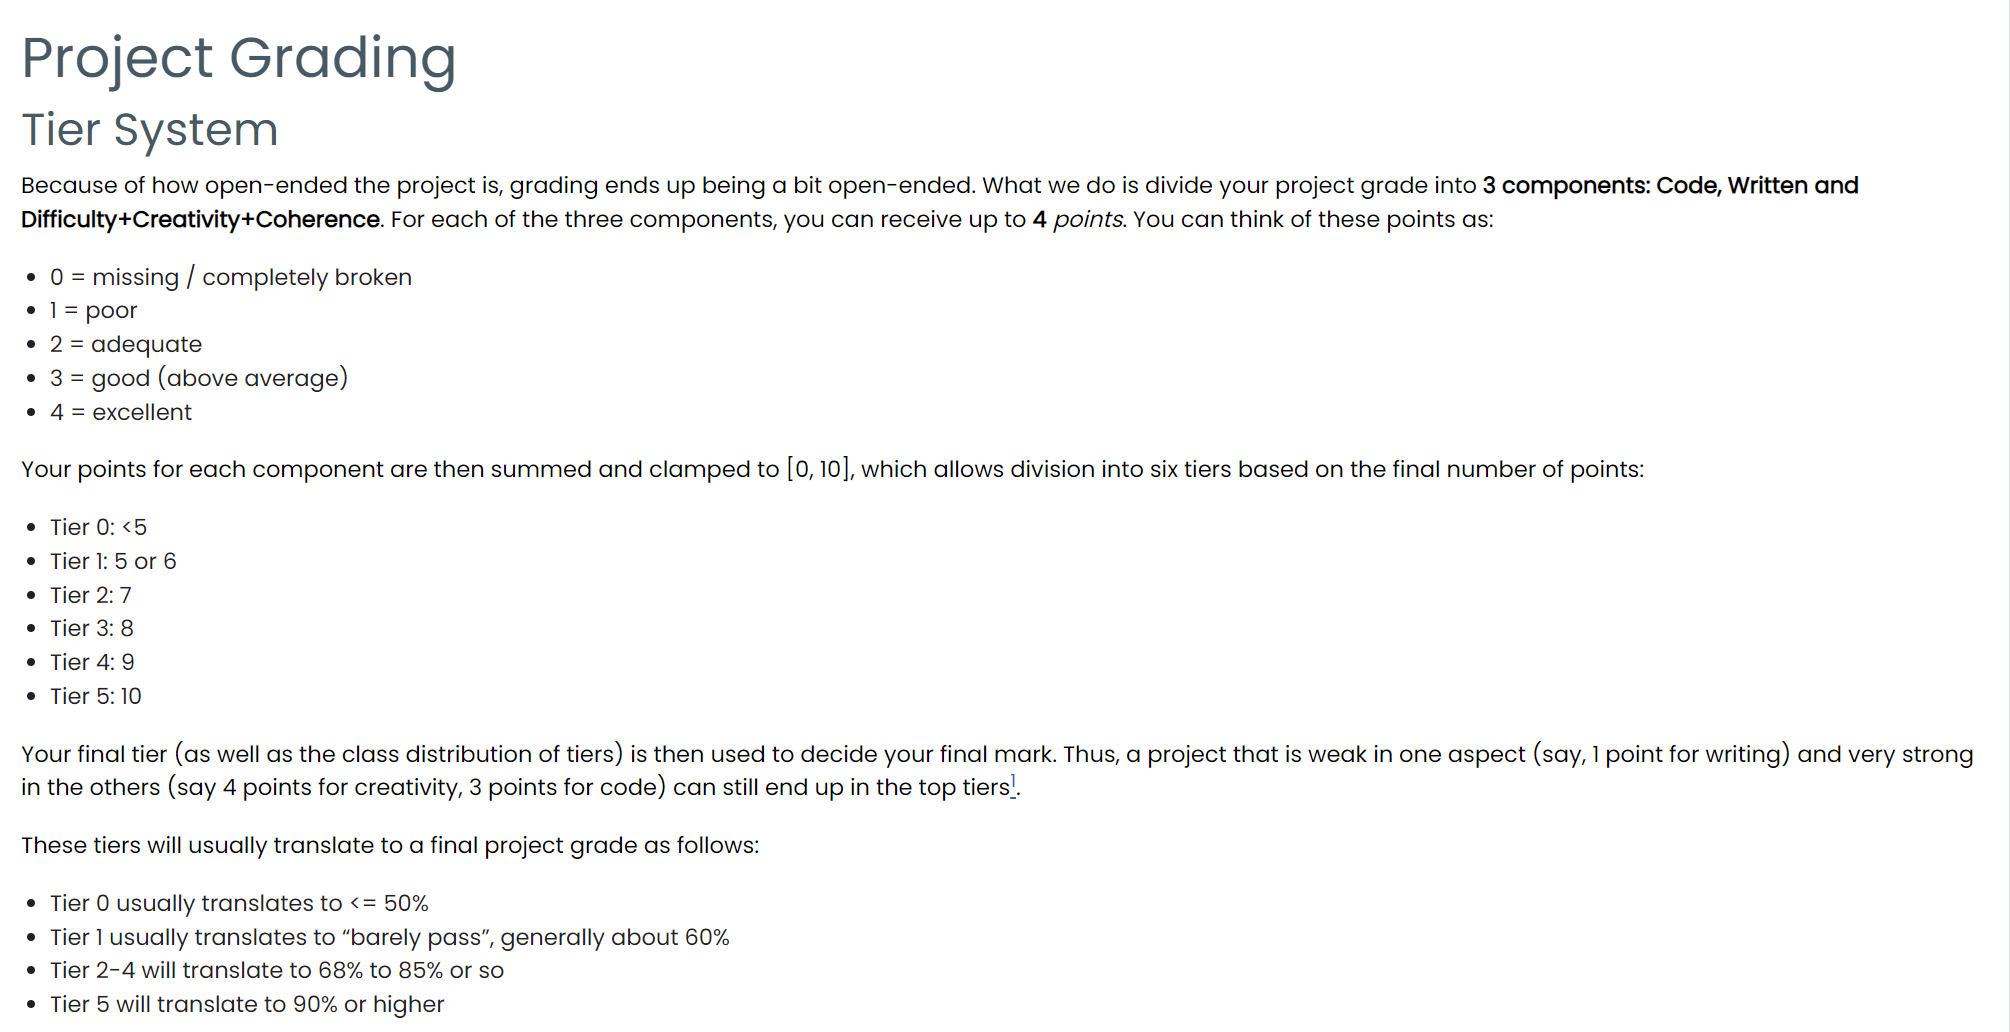 Project Grading
Tier System
Because of how open-ended the project is, grading ends up being a bit open-ended. What we do is divide your project grade into 3 components: Code, Written and
Difficulty+Creativity+Coherence. For each of the three components, you can receive up to 4 points. You can think of these points as:
• 0 = missing / completely broken
• 1 = poor
• 2 = adequate
• 3 = good (above average)
• 4 = excellent
Your points for each component are then summed and clamped to [0, 10], which allows division into six tiers based on the final number of points:
• Tier 0: <5
• Tier 1: 5 or 6
• Tier 2: 7
• Tier 3: 8
• Tier 4: 9
• Tier 5: 10
Your final tier (as well as the class distribution of tiers) is then used to decide your final mark. Thus, a project that is weak in one aspect (say, 1 point for writing) and very strong
in the others (say 4 points for creativity, 3 points for code) can still end up in the top tiers¹.
These tiers will usually translate to a final project grade as follows:
• Tier 0 usually translates to <= 50%
• Tier 1 usually translates to “barely pass”, generally about 60%
• Tier 2-4 will translate to 68% to 85% or so
• Tier 5 will translate to 90% or higher